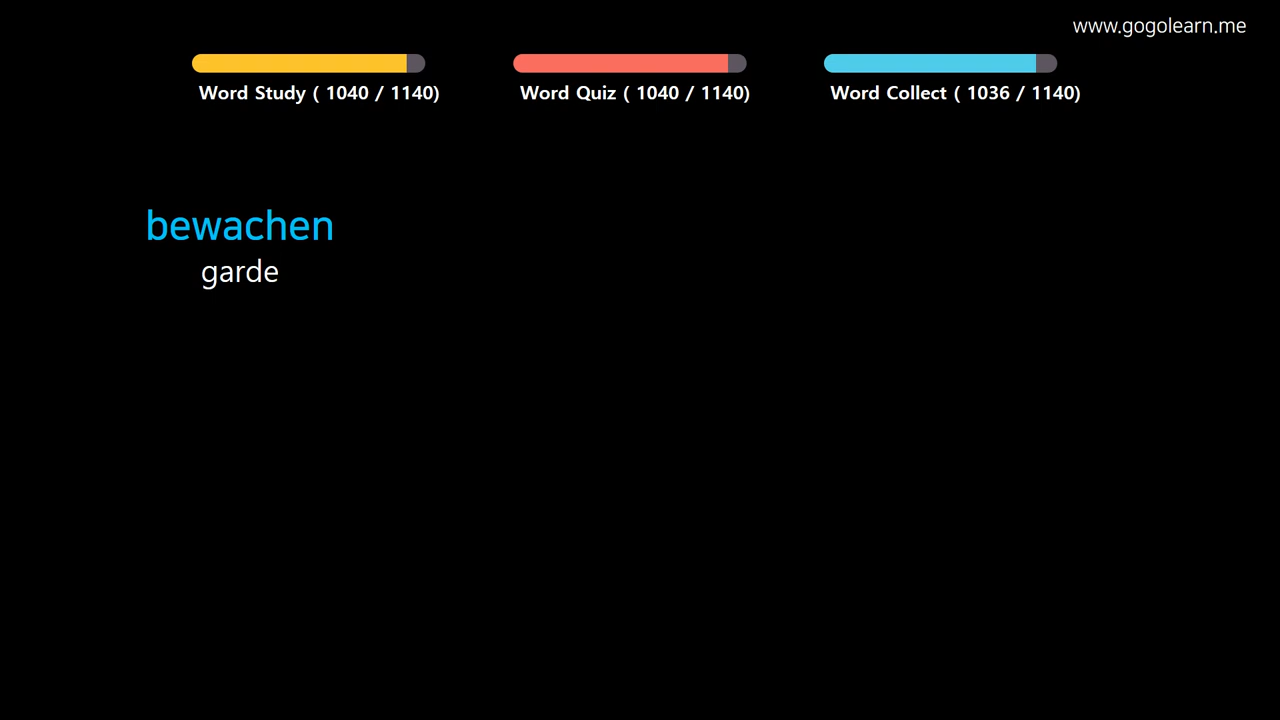 www.gogolearn.me
Word Study ( 1040 / 1140)
Word Quiz ( 1040 / 1140)
Word Collect ( 1036 / 1140)
bewachen
garde